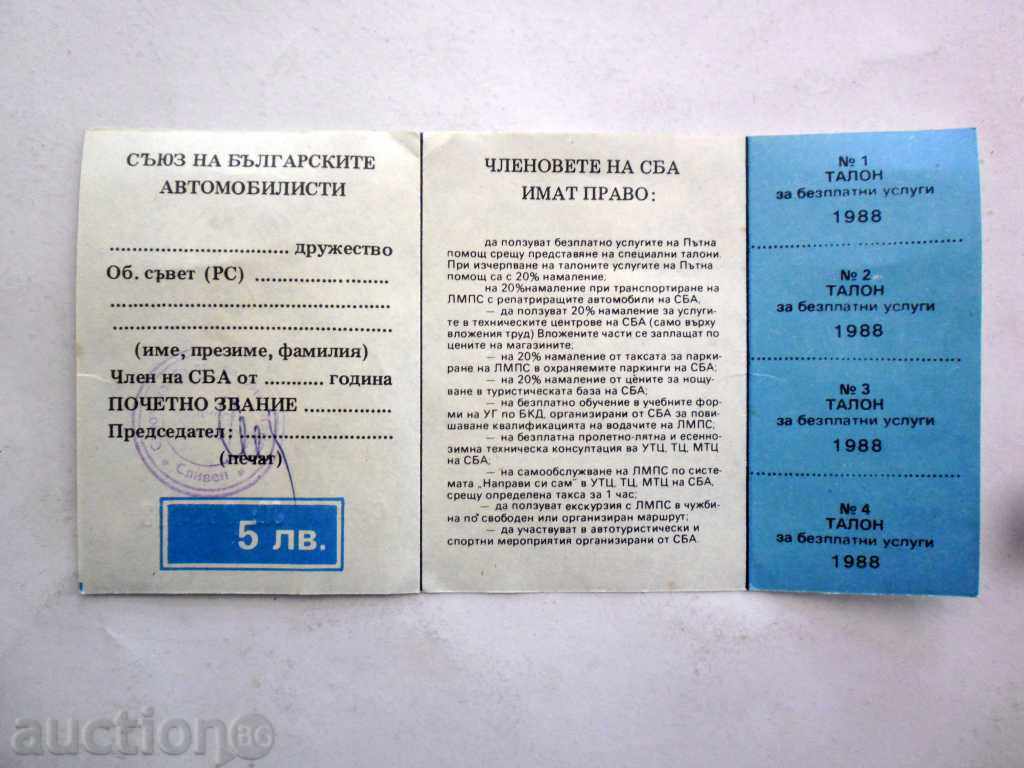 СЪЮЗ НА БЪЛГАРСКИТЕ
АВТОМОБИЛИСТИ
............................... дружество
Об. съвет (РС) .......................
................................................
................................................
(име, презиме, фамилия)
Член на СБА от ........... година
ПОЧЕТНО ЗВАНИЕ ...............
Председател: ..........................
(печат)
Сливен
5 лв.
ЧЛЕНОВЕТЕ НА СБА
ИМАТ ПРАВО:
да ползуват безплатно услугите на Пътна
помощ срещу представяне на специални талони.
При изчерпване на талоните услугите на Пътна
помощ са с 20% намаление;
на 20%намаление при транспортиране на
ЛМПС с репатриращите автомобили на СБА;
— да ползуват 20% намаление за услуги-
те в техническите центрове на СБА (само върху
вложения труд) Вложените части се заплащат по
цените на магазините;
— на 20% намаление от таксата за парки-
ране на ЛМПС в охраняемите паркинги на СБА;
— на 20% намаление от цените за нощу-
ване в туристическата база на СБА;
— на безплатно обучение в учебните фор-
ми на УГ по БКД, организирани от СБА за пови-
шаване квалификацията на водачите на ЛМПС;
— на безплатна пролетно-лятна и есенно-
зимна техническа консултация ва УТЦ, ТЦ, МТЦ
на СБА;
— на самообслужване на ЛМПС по систе-
мата „Направи си сам" в УТЦ, ТЦ, МТЦ на СБА,
срещу определена такса за 1 час;
— да ползуват екскурзия с ЛМПС в чужби-
на по свободен или организиран маршрут;
— да участвуват в автотуристически и
спортни мероприятия организирани от СБА.
№ 1
ТАЛОН
за безплатни услуги
1988
№ 2
ТАЛОН
за безплатни услуги
1988
№ 3
ТАЛОН
за безплатни услуги
1988
№ 4
ТАЛОН
за безплатни услуги
1988
auction BG